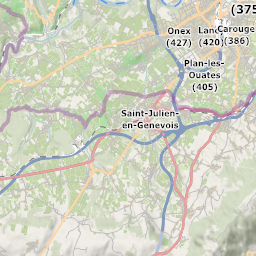 (375
Onex
(427)
Lanc
(420)
Carouge
(386)
Plan-les-
Ouates
(405)
Saint-Julien-
en-Genevois